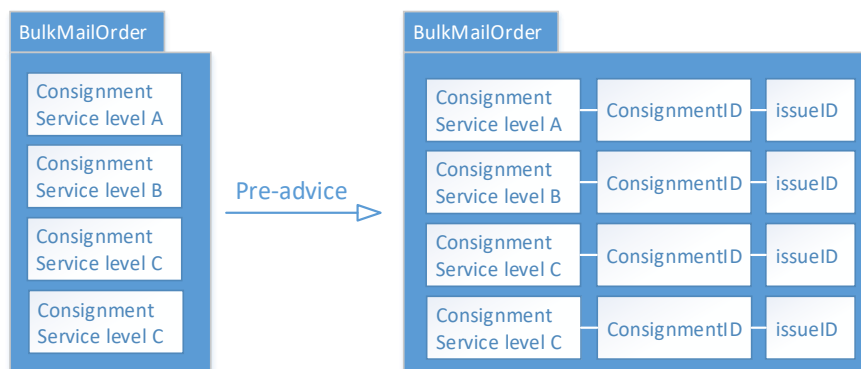 BulkMailOrder
Consignment
Service level A
Consignment
Service level B
Consignment
Service level C
Consignment
Service level C
Pre-advice
BulkMailOrder
Consignment
Service level A
ConsignmentID
issueID
Consignment
Service level B
ConsignmentID
issueID
Consignment
Service level C
ConsignmentID
issueID
Consignment
Service level C
ConsignmentID
issueID